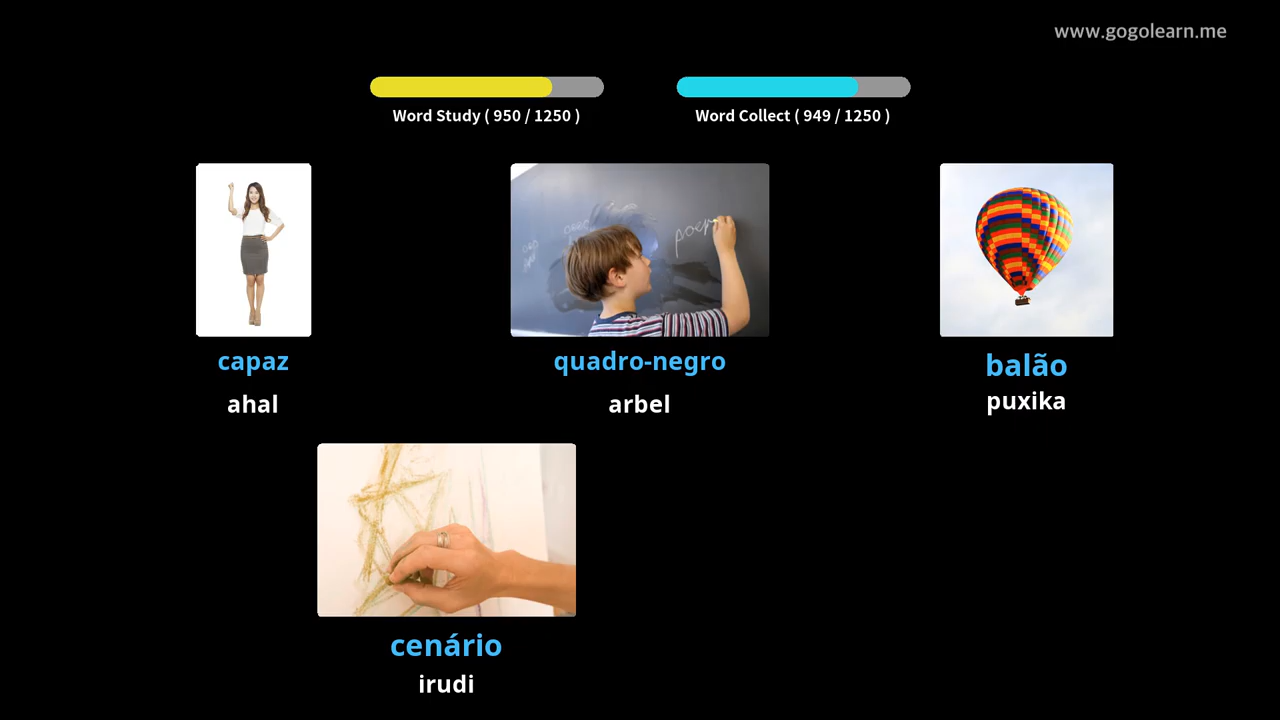 www.gogolearn.me
Word Study ( 950 / 1250 )
Word Collect ( 949 / 1250 )
poer
capaz
ahal
quadro-negro
arbel
balão
puxika
cenário
irudi